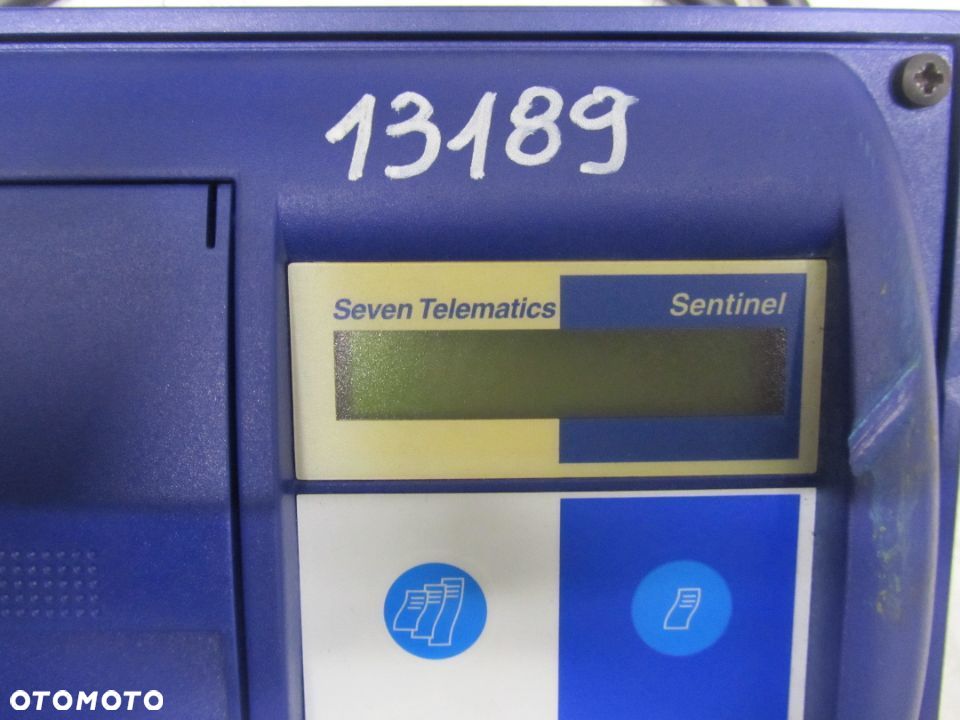 13189
Seven Telematics Sentinel
OTOMOTO